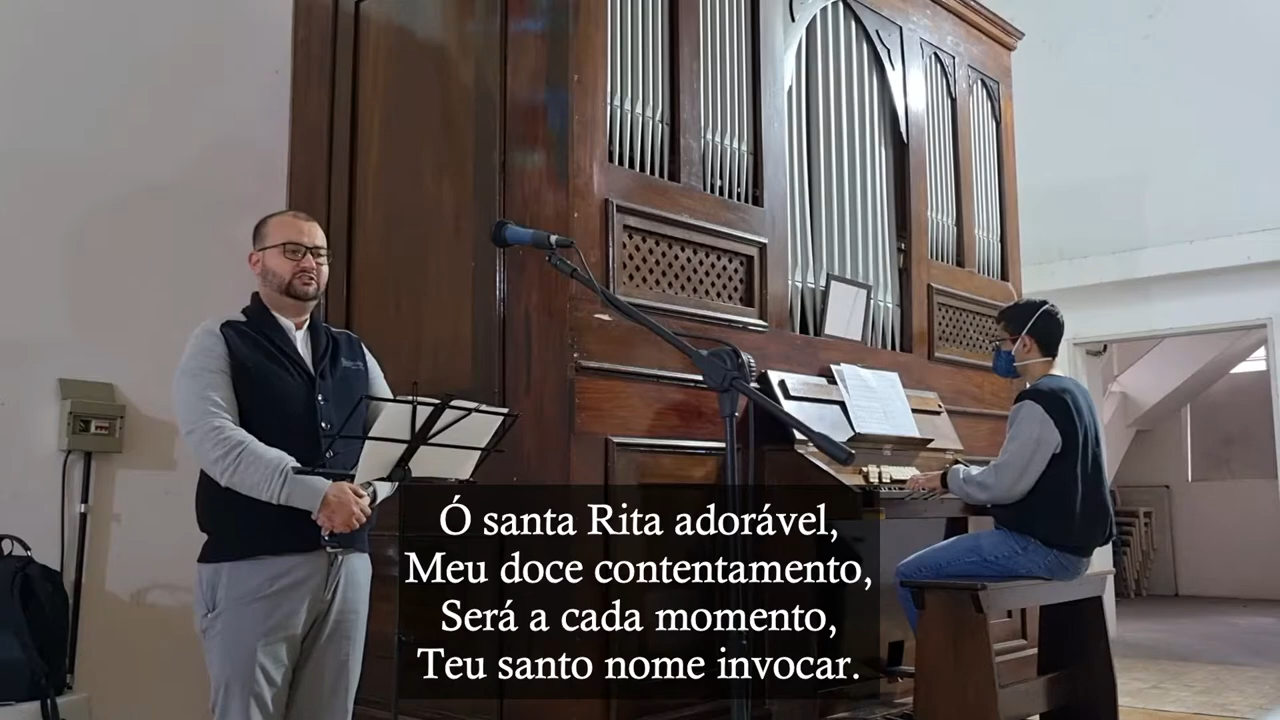 Ó santa Rita adorável,
Meu doce contentamento,
Será a cada momento,
Teu santo nome invocar.